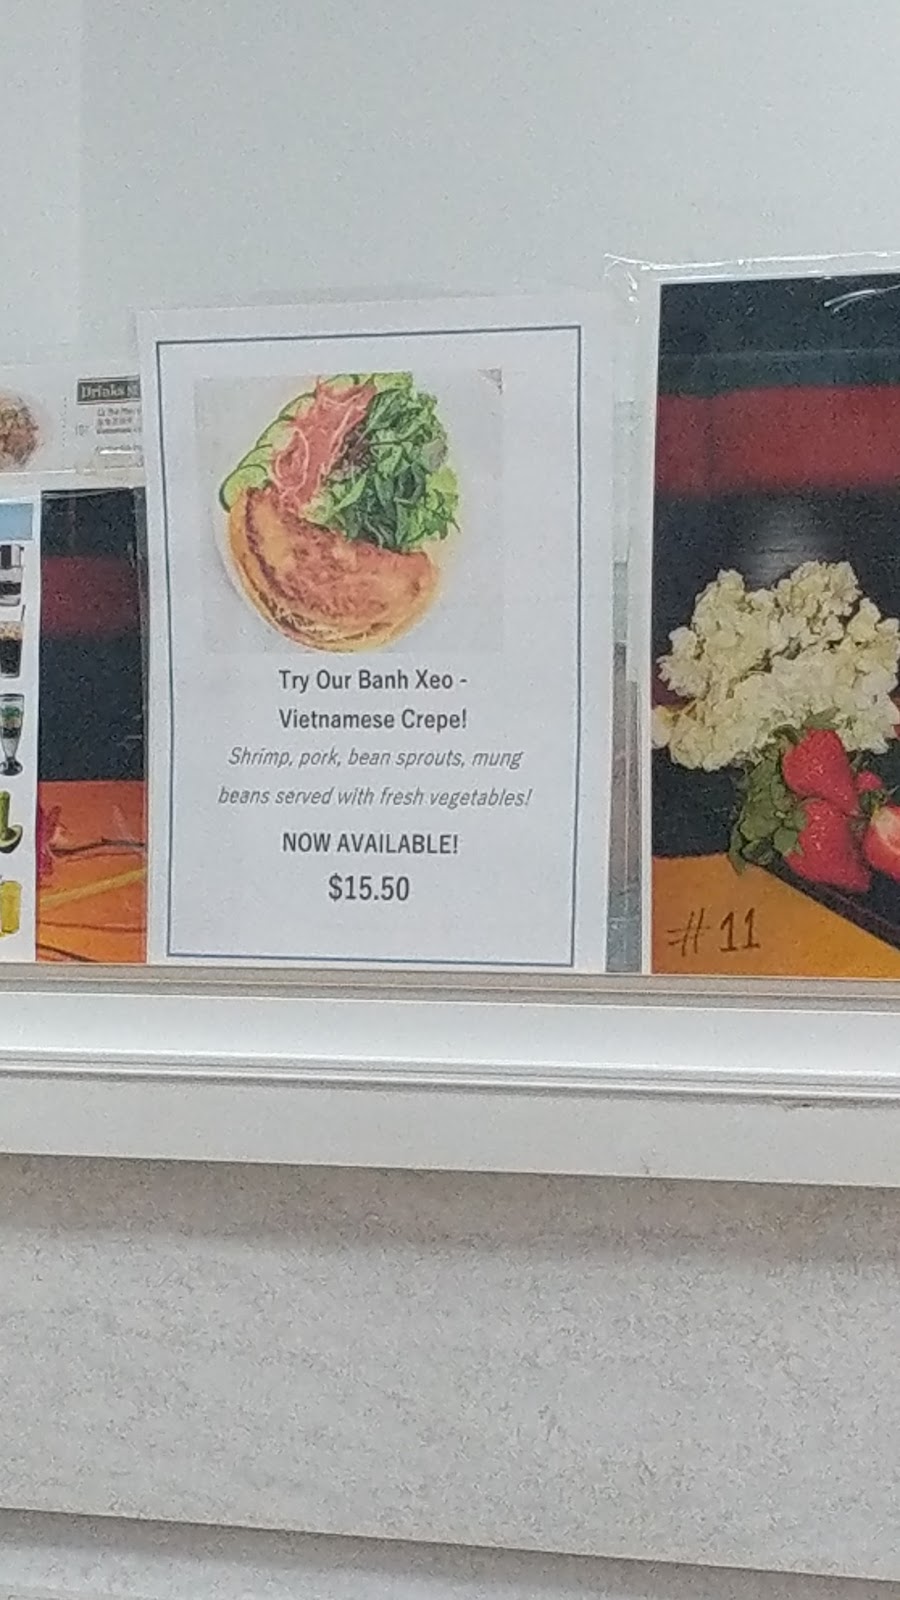 Drinks
Try Our Banh Xeo -
Vietnamese Crepe!
Shrimp, pork, bean sprouts, mung
beans served with fresh vegetables!
NOW AVAILABLE!
$15.50
#11